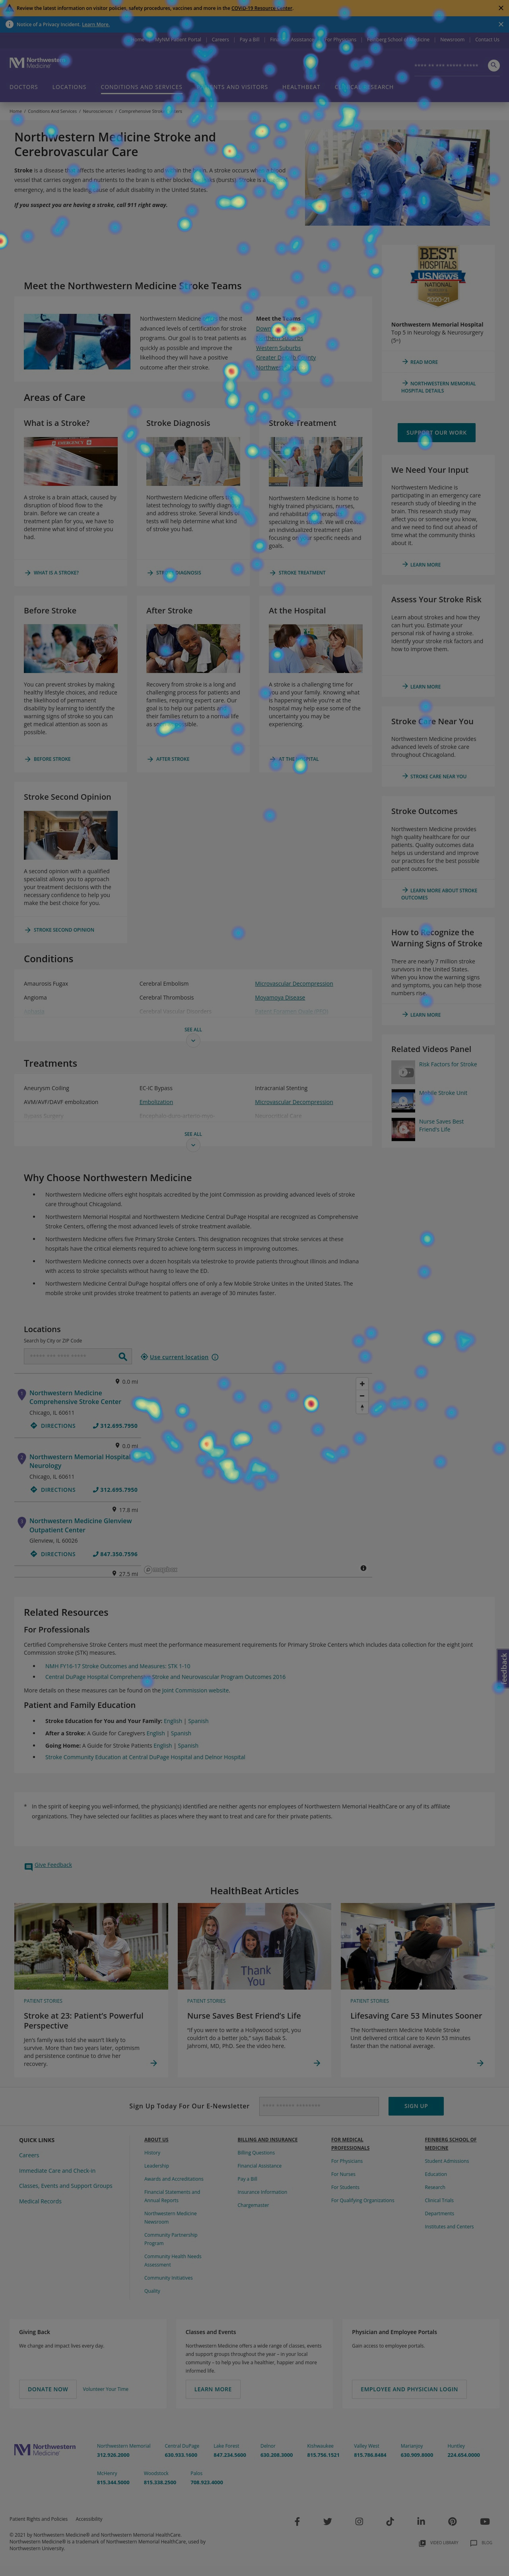 Review the latest information on visitor policies, safety procedures, vaccines and more in the COVID-19 Resource Center.
Notice of a Privacy Incident. Learn More.
MyNM Patient Portal | Careers | Pay a Bill | Newsroom | Contact Us
Northwestern
Medicine
DOCTORS LOCATIONS CONDITIONS AND SERVICES AND VISITORS HEALTHBEAT RESEARCH
Home / Conditions And Services / Neurosciences / Comprehensive
Northwestern Medicine Stroke and
Cerebrovascular Care
Stroke is a disease that affects the arteries leading to and
vessel that carries oxygen and nutrients to the brain is either
emergency, and is the leading cause of adult disability in the United States.
If you suspect you are having a stroke, call 911 right away.
BEST
HOSPITALS
U.S.News
NATIONAL
2020-21
Northwestern Memorial Hospital
Top 5 in Neurology & Neurosurgery
READ MORE
NORTHWESTERN MEMORIAL
HOSPITAL DETAILS
SUPPORT OUR WORK
Meet the Northwestern Medicine Stroke Teams
Northwestern Medicine the most
advanced levels of certification for stroke
programs. Our goal is to treat patients
as quickly as possible and improve the
likelihood they will have a positive
outcome after stroke.
Meet the Teams
Western Suburbs
Areas of Care
What is a Stroke?
A stroke is a brain attack, caused by
disruption of blood flow to the
brain. Before we can create a
treatment plan for you, we have to
understand what kind of stroke you
had.
WHAT IS A STROKE?
Stroke Diagnosis
Northwestern Medicine offers
latest technology to swiftly diagnose
and address stroke. Several kinds of
tests will help determine what kind
of stroke you had.
STROKE DIAGNOSIS
Stroke Treatment
Northwestern Medicine is home to
highly trained physicians, nurses,
and rehabilitation therapists
specializing in We create
an individualized treatment plan
focusing on your specific needs and
goals.
STROKE TREATMENT
Before Stroke
You can prevent strokes by making
healthy lifestyle choices, and reduce
the likelihood of permanent
disability by learning to identify the
warning signs of stroke so you can
get medical attention as soon as
possible.
BEFORE STROKE
After Stroke
Recovery from stroke is a long and
challenging process for patients and
families, requiring expert care. Our
goal is to help you or
them return to a normal life
as soon as possible.
AFTER STROKE
At the Hospital
A stroke is a challenging time for
you and your family. Knowing what
is happening while you're at the
hospital may help ease some of the
uncertainty you may be
experiencing.
AT THE HOSPITAL
Stroke Second Opinion
A second opinion with a qualified
specialist allows you to approach
your treatment decisions with the
necessary confidence to help you
make the best choice for you.
STROKE SECOND OPINION
We Need Your Input
Northwestern Medicine is
participating in an emergency care
research study of bleeding in the
brain. This research study may
affect you or someone you know,
and we need to find out ahead of
time what the community thinks
about it.
LEARN MORE
Assess Your Stroke Risk
Learn about strokes and how they
can hurt you. Estimate your
personal risk of having a stroke.
Identify your stroke risk factors and
how to improve them.
LEARN MORE
Stroke Care Near You
Northwestern Medicine provides
advanced levels of stroke care
throughout Chicagoland.
STROKE CARE NEAR YOU
Stroke Outcomes
Northwestern Medicine provides
high quality healthcare for our
patients. Quality outcomes data
helps us understand and improve
our practices for the best possible
patient outcomes.
LEARN MORE ABOUT STROKE
OUTCOMES
How to Recognize the
Warning Signs of Stroke
There are nearly 7 million stroke
survivors in the United States.
When you know the warning signs
and symptoms, you can help those
numbers rise.
LEARN MORE
Related Videos Panel
Risk Factors for Stroke
Mobile Stroke Unit
Nurse Saves Best
Friend's Life
Conditions
Amaurosis Fugax Cerebral Embolism Microvascular Decompression
Angioma Cerebral Thrombosis Moyamoya Disease
SEE ALL
Treatments
Aneurysm Coiling EC-IC Bypass Intracranial Stenting
AVM/AVF/DAVF embolization Embolization Microvascular Decompression
SEE ALL
Why Choose Northwestern Medicine
Northwestern Medicine offers eight hospitals accredited by the Joint Commission as providing advanced levels of stroke
care throughout Chicagoland.
Northwestern Memorial Hospital and Northwestern Medicine Central DuPage Hospital are recognized as Comprehensive
Stroke Centers, offering the most advanced levels of stroke treatment available.
Northwestern Medicine offers five Primary Stroke Centers. This designation recognizes that stroke services at these
hospitals have the critical elements required to achieve long-term success in improving outcomes.
Northwestern Medicine connects over a dozen hospitals via telestroke to provide patients throughout Illinois and Indiana
with access to stroke specialists without having to leave the ED.
Northwestern Medicine Central DuPage hospital offers one of only a few Mobile Stroke Unites in the United States. The
mobile unit provides stroke treatment to patients an average of 30 minutes faster.
Locations
Search by City or ZIP Code
Use current location
0.0 mi
Northwestern Medicine
Comprehensive Stroke Center
Chicago, IL 60611
DIRECTIONS 312.695.7950
0.0 mi
Northwestern Memorial Hospital
Neurology
Chicago, IL 60611
DIRECTIONS 312.695.7950
17.8 mi
Northwestern Medicine Glenview
Outpatient Center
Glenview, IL 60026
DIRECTIONS 847.350.7596
27.5 mi
mapbox
Feedback
Related Resources
For Professionals
Certified Comprehensive Stroke Centers must meet the performance measurement requirements for Primary Stroke Centers which includes data collection for the eight Joint
Commission stroke (STK) measures.
NMH FY16-17 Stroke Outcomes and Measures: STK 1-10
Central DuPage Hospital Comprehensive Stroke and Neurovascular Program Outcomes 2018
More details on these measures can be found on the Joint Commission website.
Patient and Family Education
Stroke Education for You and Your Family: English | Spanish
After a Stroke: A Guide for Caregivers English | Spanish
Going Home: A Guide for Stroke Patients English | Spanish
Stroke Community Education at Central DuPage Hospital and Delnor Hospital
* In the spirit of keeping you well-informed, the physician(s) identified are neither agents nor employees of Northwestern Memorial HealthCare or any of its affiliate
organizations. They have selected our facilities as places where they want to treat and care for their private patients.
Give Feedback
HealthBeat Articles
THANK YOU
PATIENT STORIES
Stroke at 23: Patient's Powerful
Perspective
Jen's family was told she wasn't likely to
survive. More than two years later, optimism
and persistence continue to drive her
recovery.
PATIENT STORIES
Nurse Saves Best Friend's Life
"If you were to write a Hollywood script, you
couldn't do a better job," says Babak S.
Jahromi, MD, PhD. See the video here.
PATIENT STORIES
Lifesaving Care 53 Minutes Sooner
The Northwestern Medicine Mobile Stroke
Unit delivered critical care to Kevin 53 minutes
faster than the national average.
Sign Up Today For Our E-Newsletter
SIGN UP
QUICK LINKS
Careers
Immediate Care and Check-in
Classes, Events and Support Groups
Medical Records
ABOUT US
History
Leadership
Awards and Accreditations
Financial Statements and
Annual Reports
Northwestern Medicine
Newsroom
Community Partnership
Program
Community Health Needs
Assessment
Community Initiatives
Quality
BILLING AND INSURANCE
Billing Questions
Financial Assistance
Pay a Bill
Insurance Information
Chargemaster
FOR MEDICAL
PROFESSIONALS
For Physicians
For Nurses
For Students
For Qualifying Organizations
FEINBERG SCHOOL OF
MEDICINE
Student Admissions
Education
Research
Clinical Trials
Departments
Institutes and Centers
Giving Back
We change and impact lives every day.
DONATE NOW Volunteer Your Time
Classes and Events
Northwestern Medicine offers a wide range of classes, events
and support groups throughout the year – in your local
community – to help you live a healthier, happier and more
informed life.
LEARN MORE
Physician and Employee Portals
Gain access to employee portals.
EMPLOYEE AND PHYSICIAN LOGIN
Northwestern
Medicine
Northwestern Memorial Central DuPage Lake Forest Delnor Kishwaukee Valley West Marianjoy Huntley
312.926.2000 630.933.1600 847.234.5600 630.208.3000 815.756.1521 815.786.8484 630.909.8000 224.654.0000
McHenry Woodstock Palos
815.344.5000 815.338.2500 708.923.4000
Patient Rights and Policies Accessibility
© 2021 by Northwestern Medicine® and Northwestern Memorial HealthCare.
Northwestern Medicine® is a trademark of Northwestern Memorial HealthCare, used by
Northwestern University.
VIDEO LIBRARY BLOG